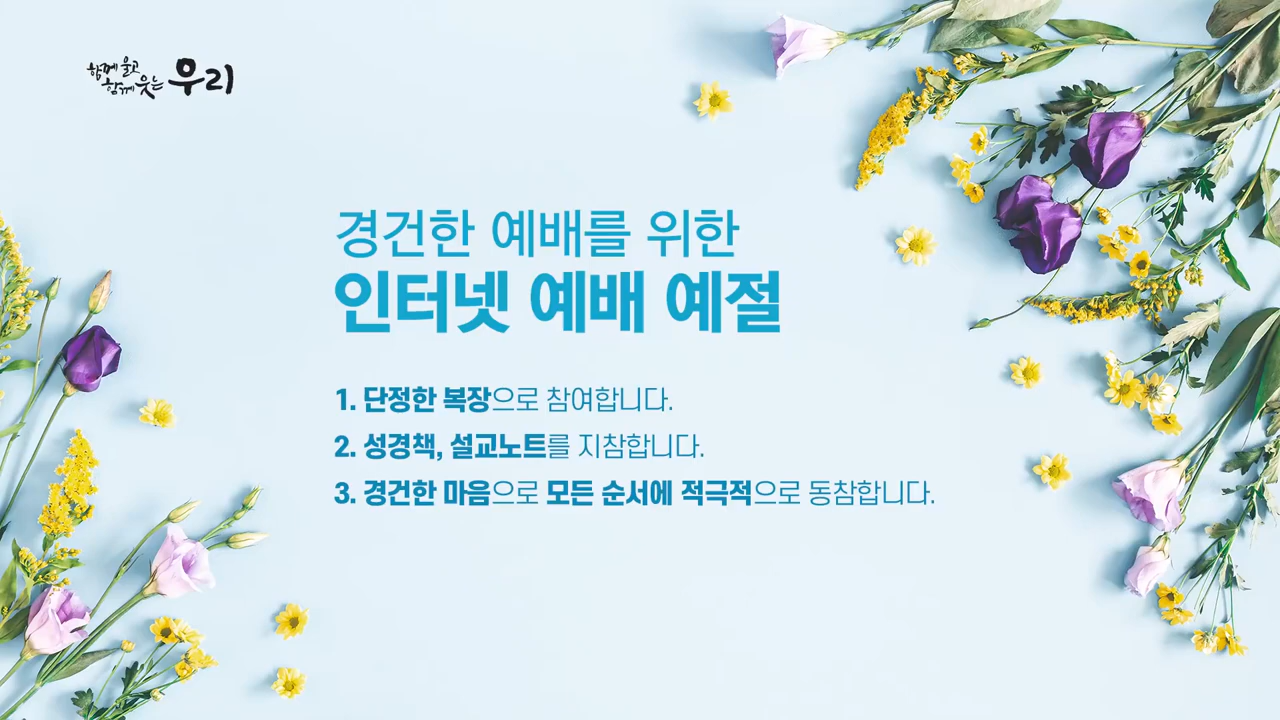 함께 울고
함께 웃는 우리
경건한 예배를 위한
인터넷 예배 예절
1. 단정한 복장으로 참여합니다.
2. 성경책, 설교노트를 지참합니다.
3. 경건한 마음으로 모든 순서에 적극적으로 동참합니다.